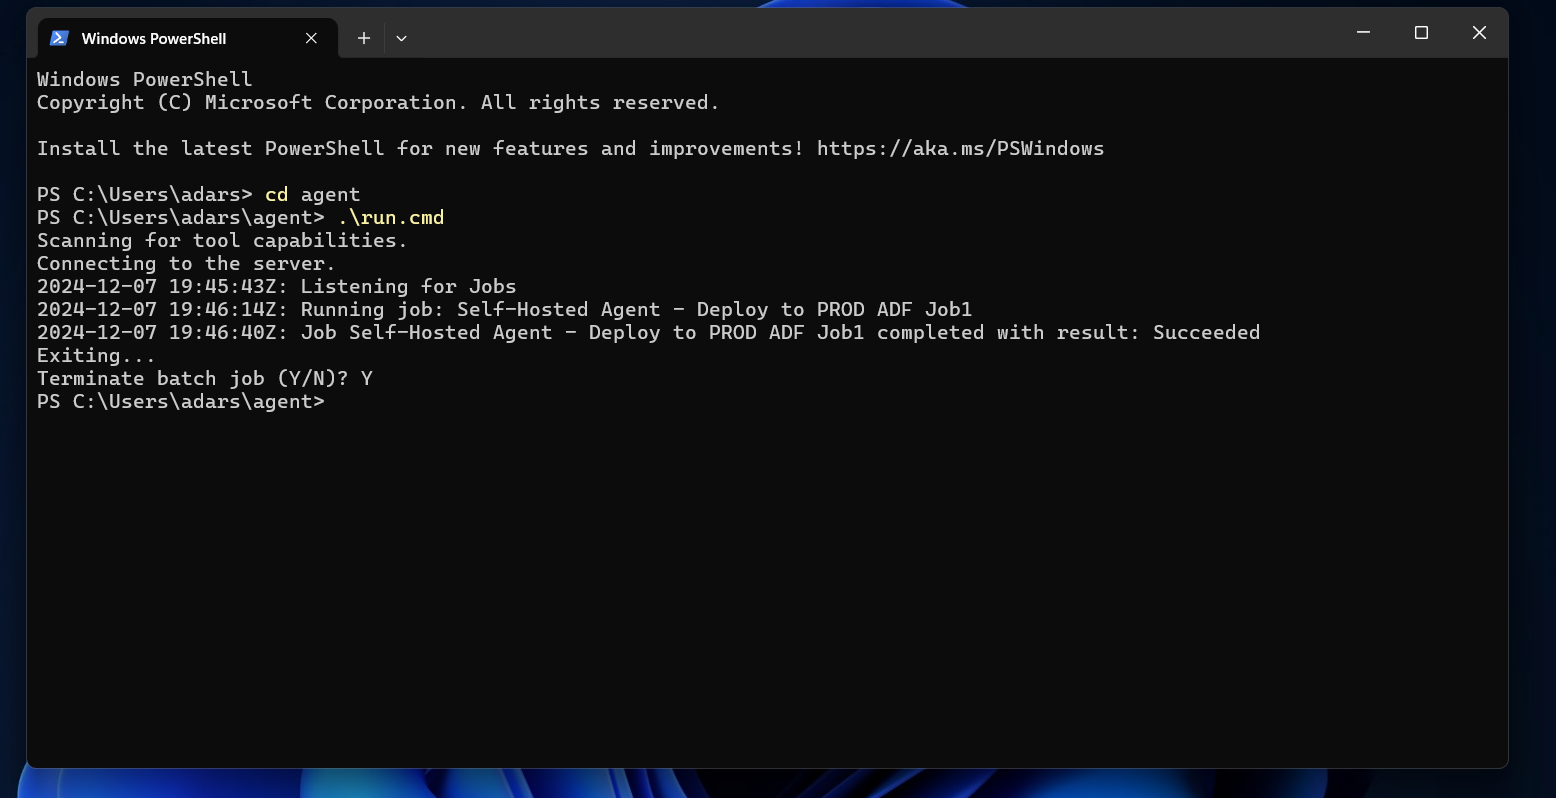 Windows PowerShell
Windows PowerShell
Copyright (C) Microsoft Corporation. All rights reserved.
Install the latest PowerShell for new features and improvements! https://aka.ms/PSWindows
PS C:\Users\adars> cd agent
PS C:\Users\adars\agent> .\run.cmd
Scanning for tool capabilities.
Connecting to the server.
2024-12-07 19:45:43Z: Listening for Jobs
2024-12-07 19:46:14Z: Running job: Self-Hosted Agent - Deploy to PROD ADF Job1
2024-12-07 19:46:40Z: Job Self-Hosted Agent - Deploy to PROD ADF Job1 completed with result: Succeeded
Exiting...
Terminate batch job (Y/N)? Y
PS C:\Users\adars\agent>